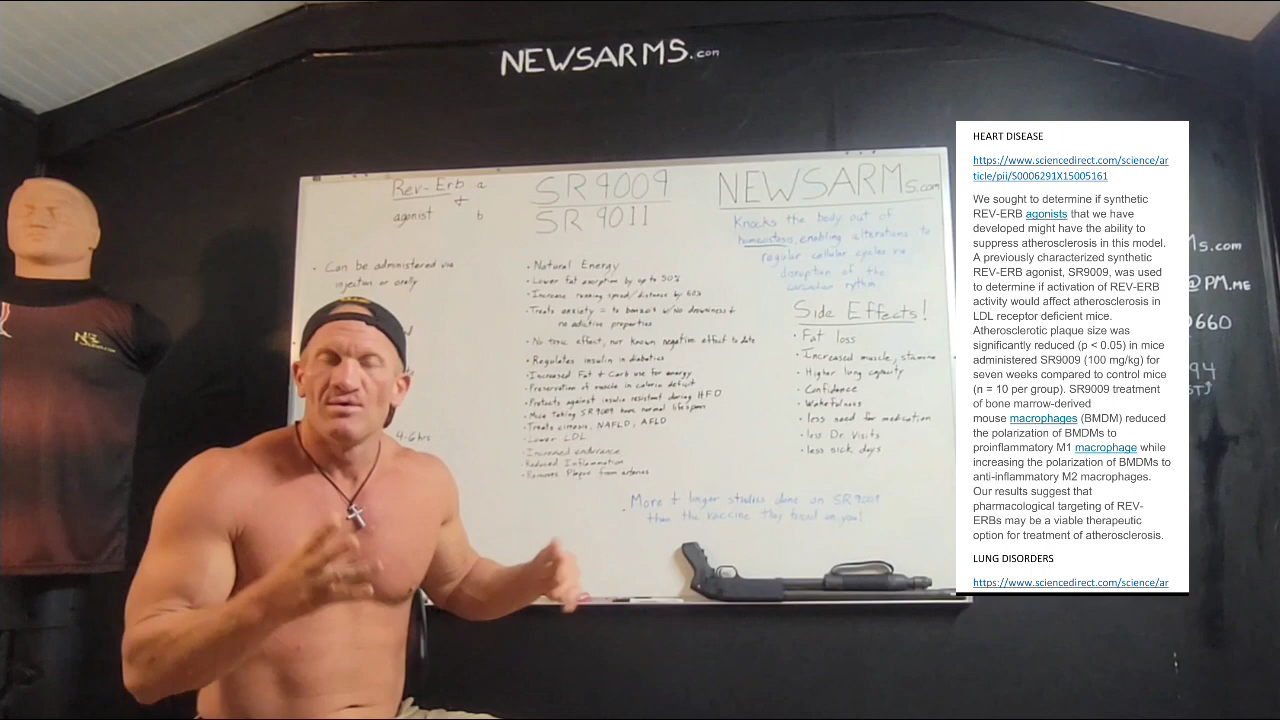 NEWSARMS.com
Rev-Erb a
+
agonist b
• Can be administered via
injection or orally
4-6 hrs
SR9009
SR 9011
• Natural Energy
• Lower fat asorption by up to 50%
• Increase running speed/distance by 60%
• Treats anxiety = to benzos w/No drowsiness +
no adictive properties
• No toxic effect, nor known negative effect to date
• Regulates insulin in diabetics
• Increased Fat + Carb use for energy
• Preservation of muscle in calorie deficit
• Protects against insulin resistant during HFD
• Mice Taking SR9009 have normal lifespan
• Treats cirrosis, NAFLD, AFLD
• Lower LDL
• Increased endurance
• Reduced Inflammation
• Removes Plaque from arteries
NEWSARMS.com
Knocks the body out of
homeostasis, enabling alterations to
regular cellular cycles via
disruption of the
carcadian rythm
Side Effects!
• Fat loss
• Increased muscle, stamina
• Higher lung capacity
• Confidence
• Wakefulness
• less need for medication
• less Dr. Visits
• less sick days
More + longer studies done on SR9009
than the vaccine they forced on you!
HEART DISEASE
https://www.sciencedirect.com/science/ar
ticle/pii/S0006291X15005161
We sought to determine if synthetic
REV-ERB agonists that we have
developed might have the ability to
suppress atherosclerosis in this model.
A previously characterized synthetic
REV-ERB agonist, SR9009, was used
to determine if activation of REV-ERB
activity would affect atherosclerosis in
LDL receptor deficient mice.
Atherosclerotic plaque size was
significantly reduced (p < 0.05) in mice
administered SR9009 (100 mg/kg) for
seven weeks compared to control mice
(n = 10 per group). SR9009 treatment
of bone marrow-derived
mouse macrophages (BMDM) reduced
the polarization of BMDMs to
proinflammatory M1 macrophage while
increasing the polarization of BMDMs to
anti-inflammatory M2 macrophages.
Our results suggest that
pharmacological targeting of REV-
ERBs may be a viable therapeutic
option for treatment of atherosclerosis.
LUNG DISORDERS
https://www.sciencedirect.com/science/ar
s.com
@PM.ME
0660
94